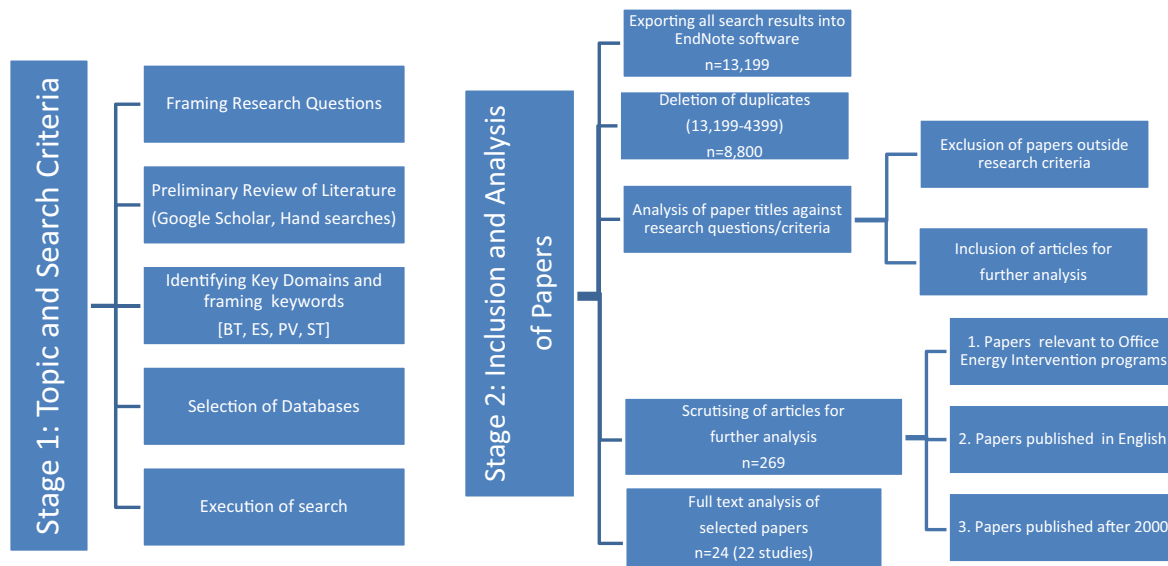 Stage 1: Topic and Search Criteria
Framing Research Questions
Preliminary Review of Literature
(Google Scholar, Hand searches)
Identifying Key Domains and
framing keywords
[BT, ES, PV, ST]
Selection of Databases
Execution of search
Stage 2: Inclusion and Analysis
of Papers
Exporting all search results into
EndNote software
n=13,199
Deletion of duplicates
(13,199-4399)
n=8,800
Analysis of paper titles against
research questions/criteria
Exclusion of papers outside
research criteria
Inclusion of articles for
further analysis
Scrutising of articles for
further analysis
n=269
1. Papers relevant to Office
Energy Intervention programs
2. Papers published in English
3. Papers published after 2000
Full text analysis of
selected papers
n=24 (22 studies)